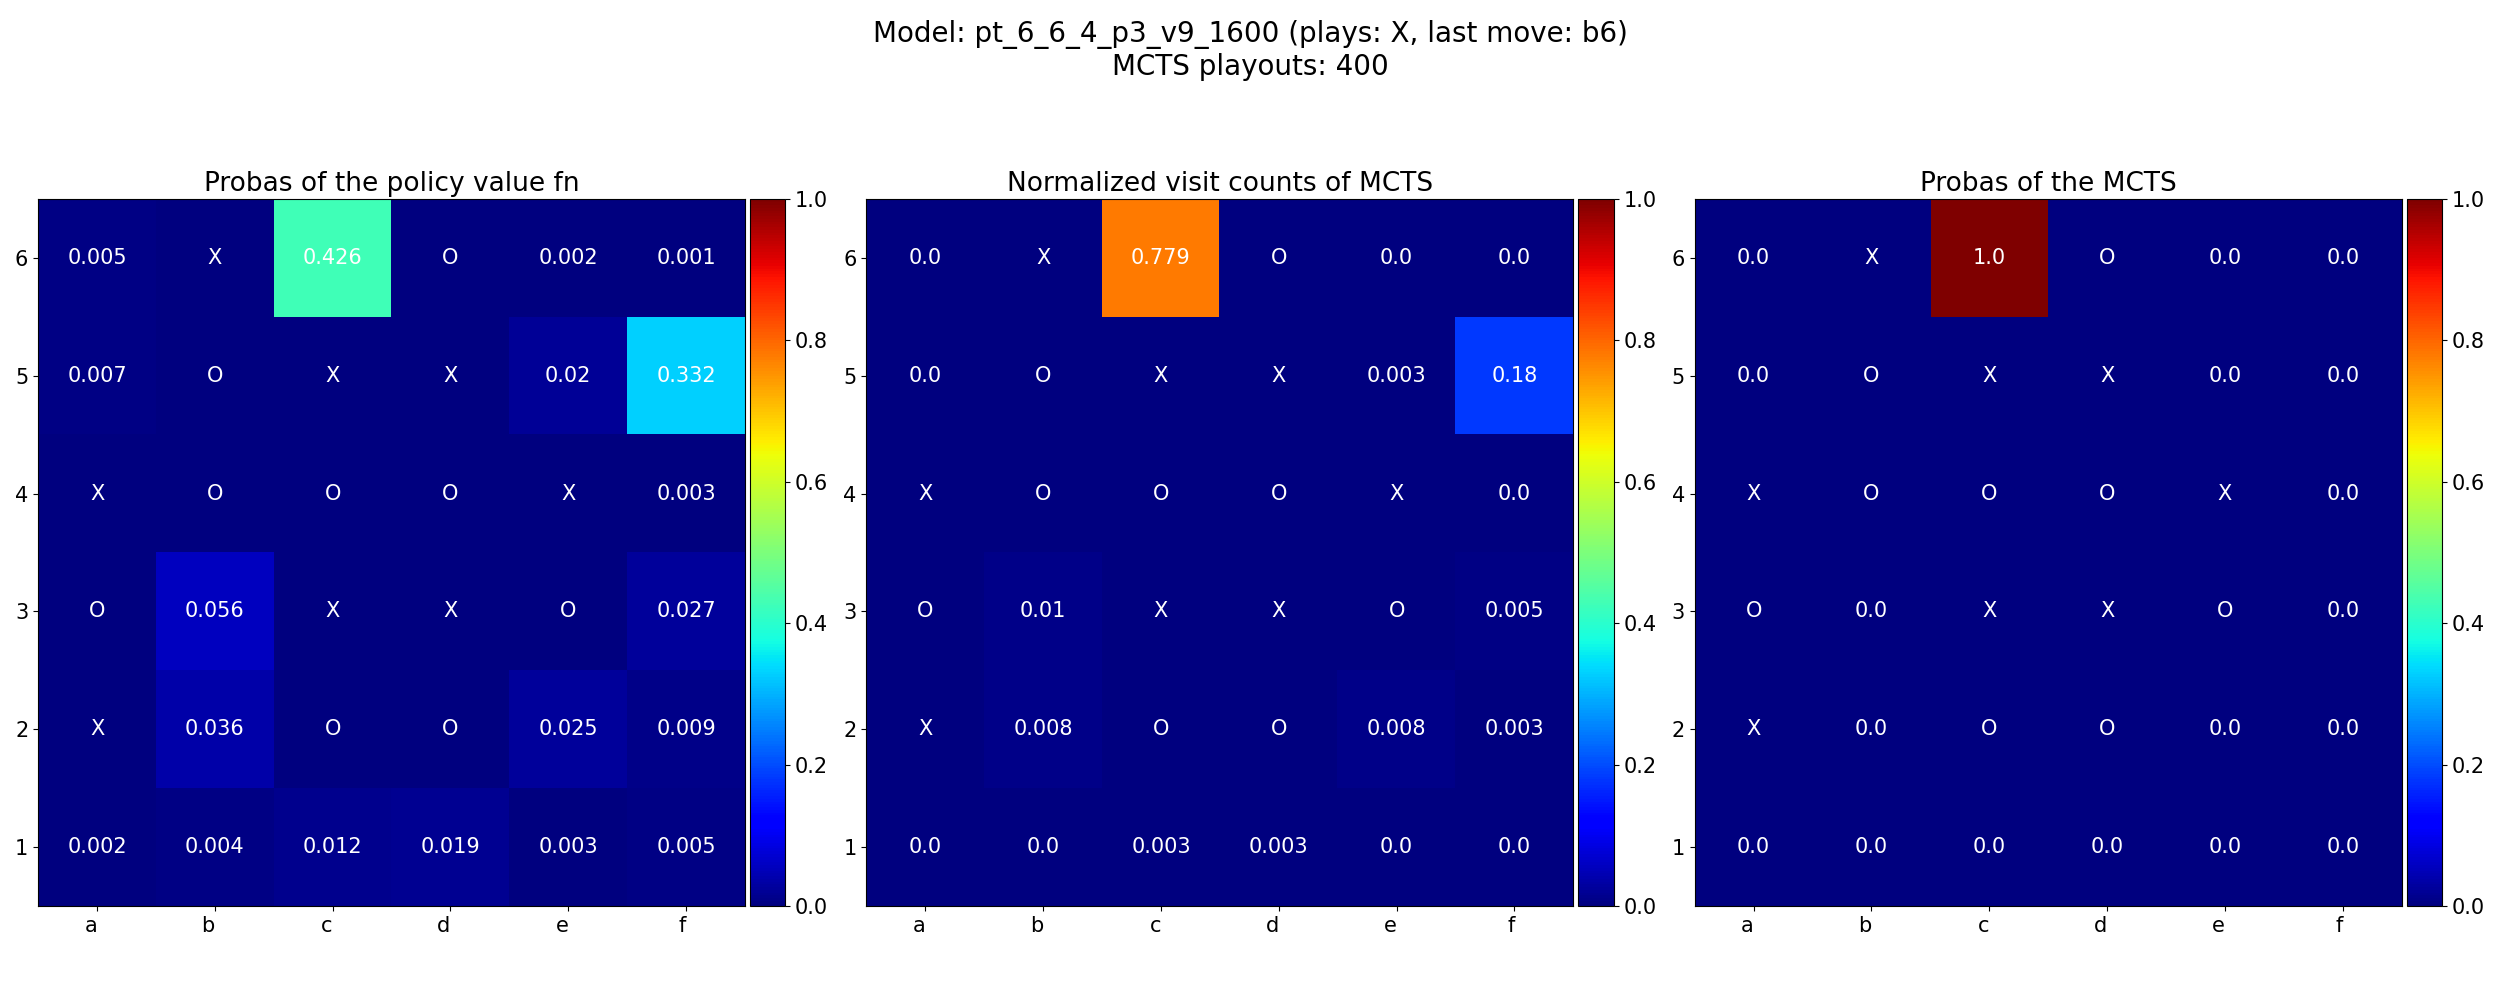 Model: pt_6_6_4_p3_v9_1600 (plays: X, last move: b6)
MCTS playouts: 400
Probas of the policy value fn
6 0.005 X 0.426 O 0.002 0.001
5 0.007 O X X 0.02 0.332
4 X O O O X 0.003
3 O 0.056 X X O 0.027
2 X 0.036 O O 0.025 0.009
1 0.002 0.004 0.012 0.019 0.003 0.005
a b c d e f
1.0
0.8
0.6
0.4
0.2
0.0
Normalized visit counts of MCTS
6 0.0 X 0.779 O 0.0 0.0
5 0.0 O X X 0.003 0.18
4 X O O O X 0.0
3 O 0.01 X X O 0.005
2 X 0.008 O O 0.008 0.003
1 0.0 0.0 0.003 0.003 0.0 0.0
a b c d e f
1.0
0.8
0.6
0.4
0.2
0.0
Probas of the MCTS
6 0.0 X 1.0 O 0.0 0.0
5 0.0 O X X 0.0 0.0
4 X O O O X 0.0
3 O 0.0 X X O 0.0
2 X 0.0 O O 0.0 0.0
1 0.0 0.0 0.0 0.0 0.0 0.0
a b c d e f
1.0
0.8
0.6
0.4
0.2
0.0